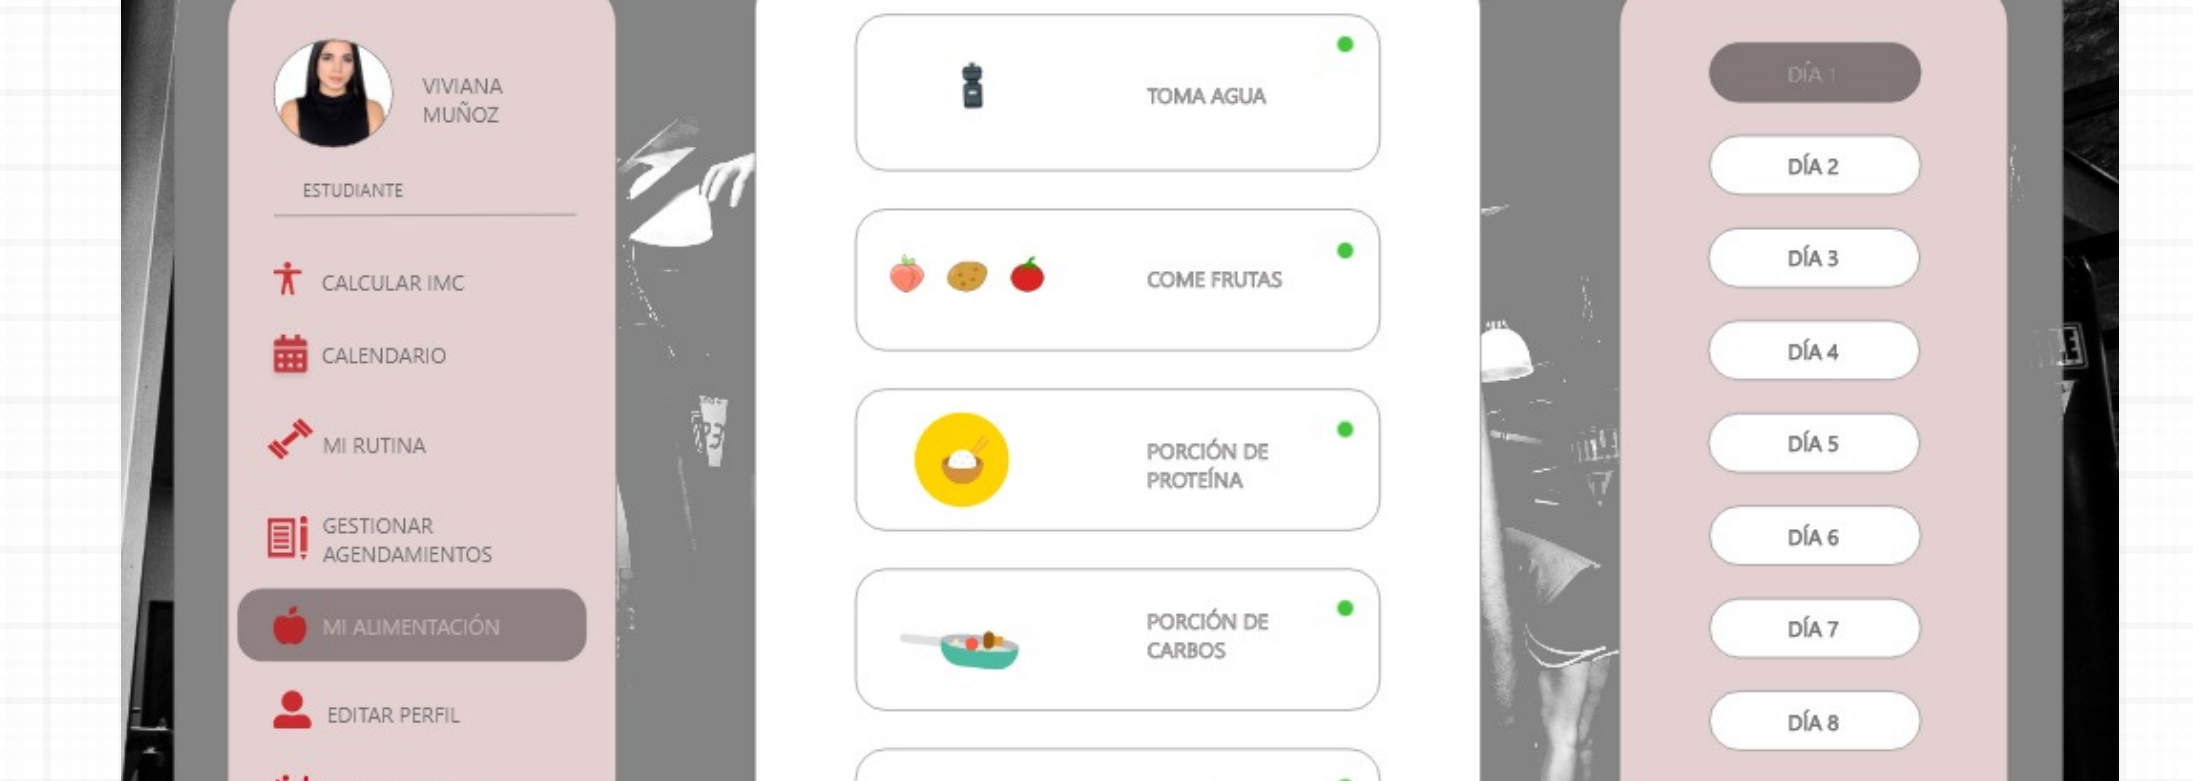 VIVIANA
MUÑOZ
ESTUDIANTE
CALCULAR IMC
CALENDARIO
MI RUTINA
GESTIONAR
AGENDAMIENTOS
MI ALIMENTACIÓN
EDITAR PERFIL
TOMA AGUA
COME FRUTAS
PORCIÓN DE
PROTEÍNA
PORCIÓN DE
CARBOS
DÍA 1
DÍA 2
DÍA 3
DÍA 4
DÍA 5
DÍA 6
DÍA 7
DÍA 8